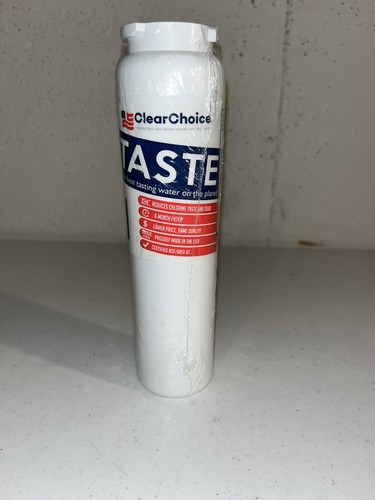 ClearChoice
TASTE
best tasting water on the planet
REDUCES CHLORINE TASTE AND ODOR
6 MONTH FILTER
LOWER PRICE, SAME QUALITY
PROUDLY MADE IN THE USA
CERTIFIED NSF/ANSI 42